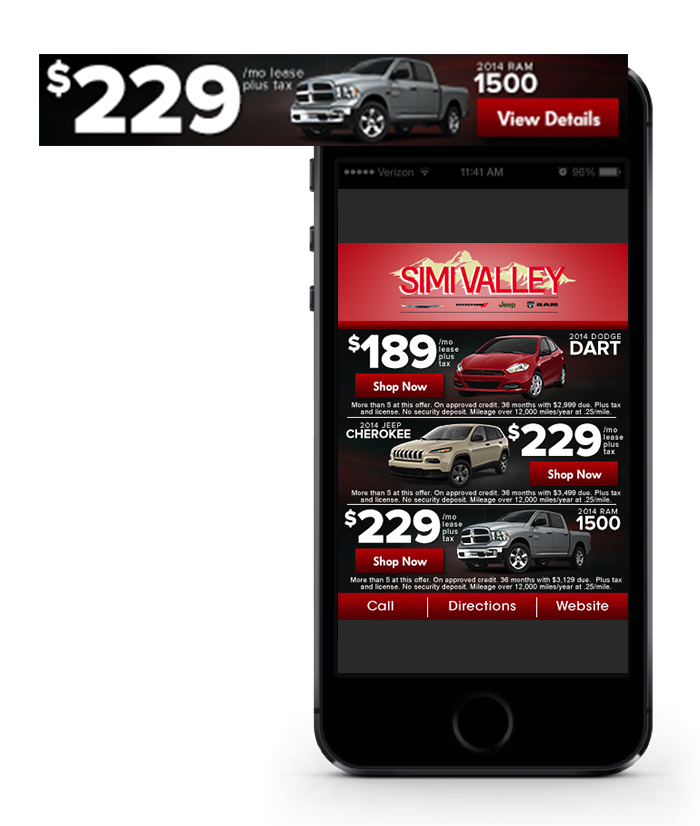 $229 /mo lease
plus tax
2014 RAM
1500
View Details
Verizon 11:41 AM 96%
SIMI VALLEY
DODGE Jeep RAM
$189 /mo
lease
plus
tax
2014 DODGE
DART
Shop Now
More than 5 at this offer. On approved credit. 36 months with $2,999 due. Plus tax
and license. No security deposit. Mileage over 12,000 miles/year at .25/mile.
2014 JEEP
CHEROKEE
$229 /mo
lease
plus
tax
Shop Now
More than 5 at this offer. On approved credit. 36 months with $3,499 due. Plus tax
and license. No security deposit. Mileage over 12,000 miles/year at .25/mile.
$229 /mo
lease
plus
tax
2014 RAM
1500
Shop Now
More than 5 at this offer. On approved credit. 36 months with $3,129 due. Plus tax
and license. No security deposit. Mileage over 12,000 miles/year at .25/mile.
Call Directions Website